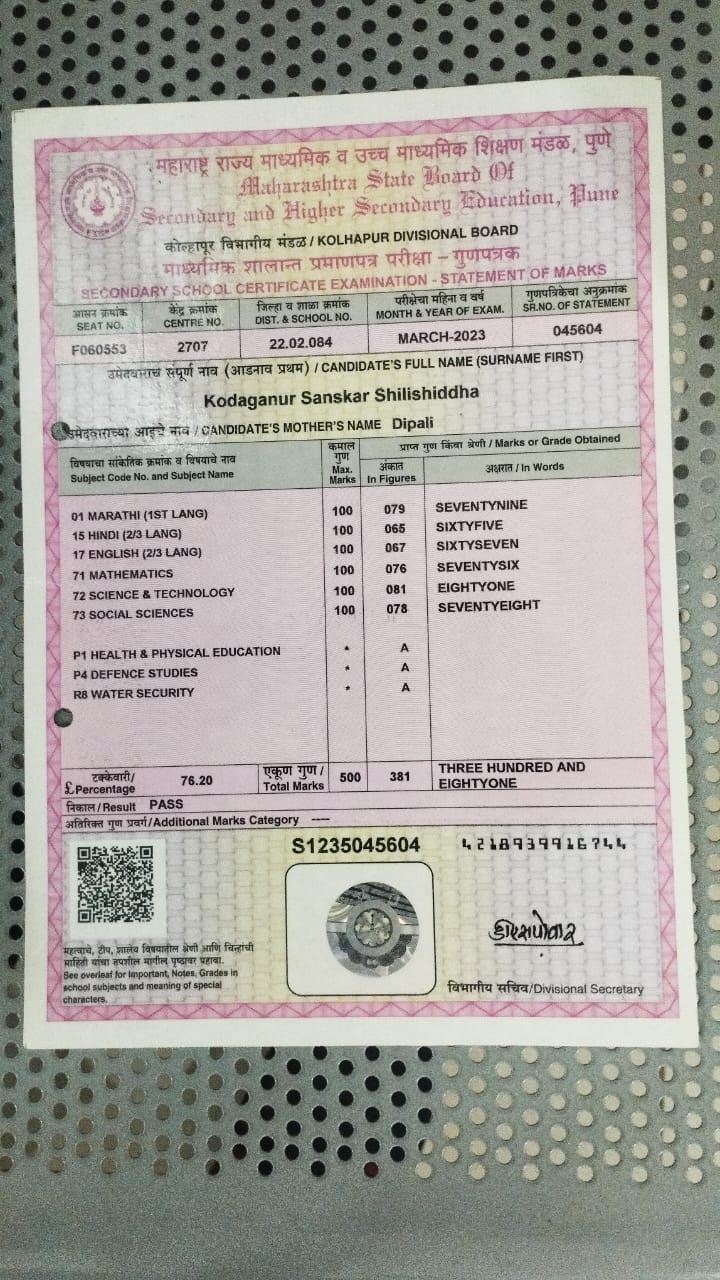 महाराष्ट्र राज्य माध्यमिक व उच्च माध्यमिक शिक्षण मंडळ, पुणे
Maharashtra State Board Of
Secondary and Higher Secondary Education, Pune
कोल्हापूर विभागीय मंडळ / KOLHAPUR DIVISIONAL BOARD
माध्यमिक शालान्त प्रमाणपत्र परीक्षा – गुणपत्रक
SECONDARY SCHOOL CERTIFICATE EXAMINATION - STATEMENT OF MARKS
आसन क्रमांक केंद्र क्रमांक जिल्हा व शाळा क्रमांक परीक्षेचा महिना व वर्ष गुणपत्रिकेचा अनुक्रमांक
SEAT NO. CENTRE NO. DIST. & SCHOOL NO. MONTH & YEAR OF EXAM. SR.NO. OF STATEMENT
F060553 2707 22.02.084 MARCH-2023 045604
उमेदवाराचे संपूर्ण नाव (आडनाव प्रथम) / CANDIDATE'S FULL NAME (SURNAME FIRST)
Kodaganur Sanskar Shilishiddha
उमेदवाराच्या आईचे नाव / CANDIDATE'S MOTHER'S NAME Dipali
विषयाचा सांकेतिक क्रमांक व विषयाचे नाव
Subject Code No. and Subject Name
कमाल
गुण
Max.
Marks
प्राप्त गुण किंवा श्रेणी / Marks or Grade Obtained
अंकात
In Figures
अक्षरात / In Words
01 MARATHI (1ST LANG) 100 079 SEVENTYNINE
15 HINDI (2/3 LANG) 100 065 SIXTYFIVE
17 ENGLISH (2/3 LANG) 100 067 SIXTYSEVEN
71 MATHEMATICS 100 076 SEVENTYSIX
72 SCIENCE & TECHNOLOGY 100 081 EIGHTYONE
73 SOCIAL SCIENCES 100 078 SEVENTYEIGHT
P1 HEALTH & PHYSICAL EDUCATION * A
P4 DEFENCE STUDIES * A
R8 WATER SECURITY * A
टक्केवारी/
£Percentage
76.20
एकूण गुण /
Total Marks
500 381
THREE HUNDRED AND
EIGHTYONE
निकाल/Result PASS
अतिरिक्त गुण प्रवर्ग/Additional Marks Category ----
S1235045604
4218939916744
महत्वाचे, टीप, शालेय विषयातील श्रेणी आणि चिन्हांची
माहिती यांचा तपशील मागील पृष्ठावर पहावा.
See overleaf for Important, Notes, Grades in
school subjects and meaning of special
characters.
विभागीय सचिव/Divisional Secretary